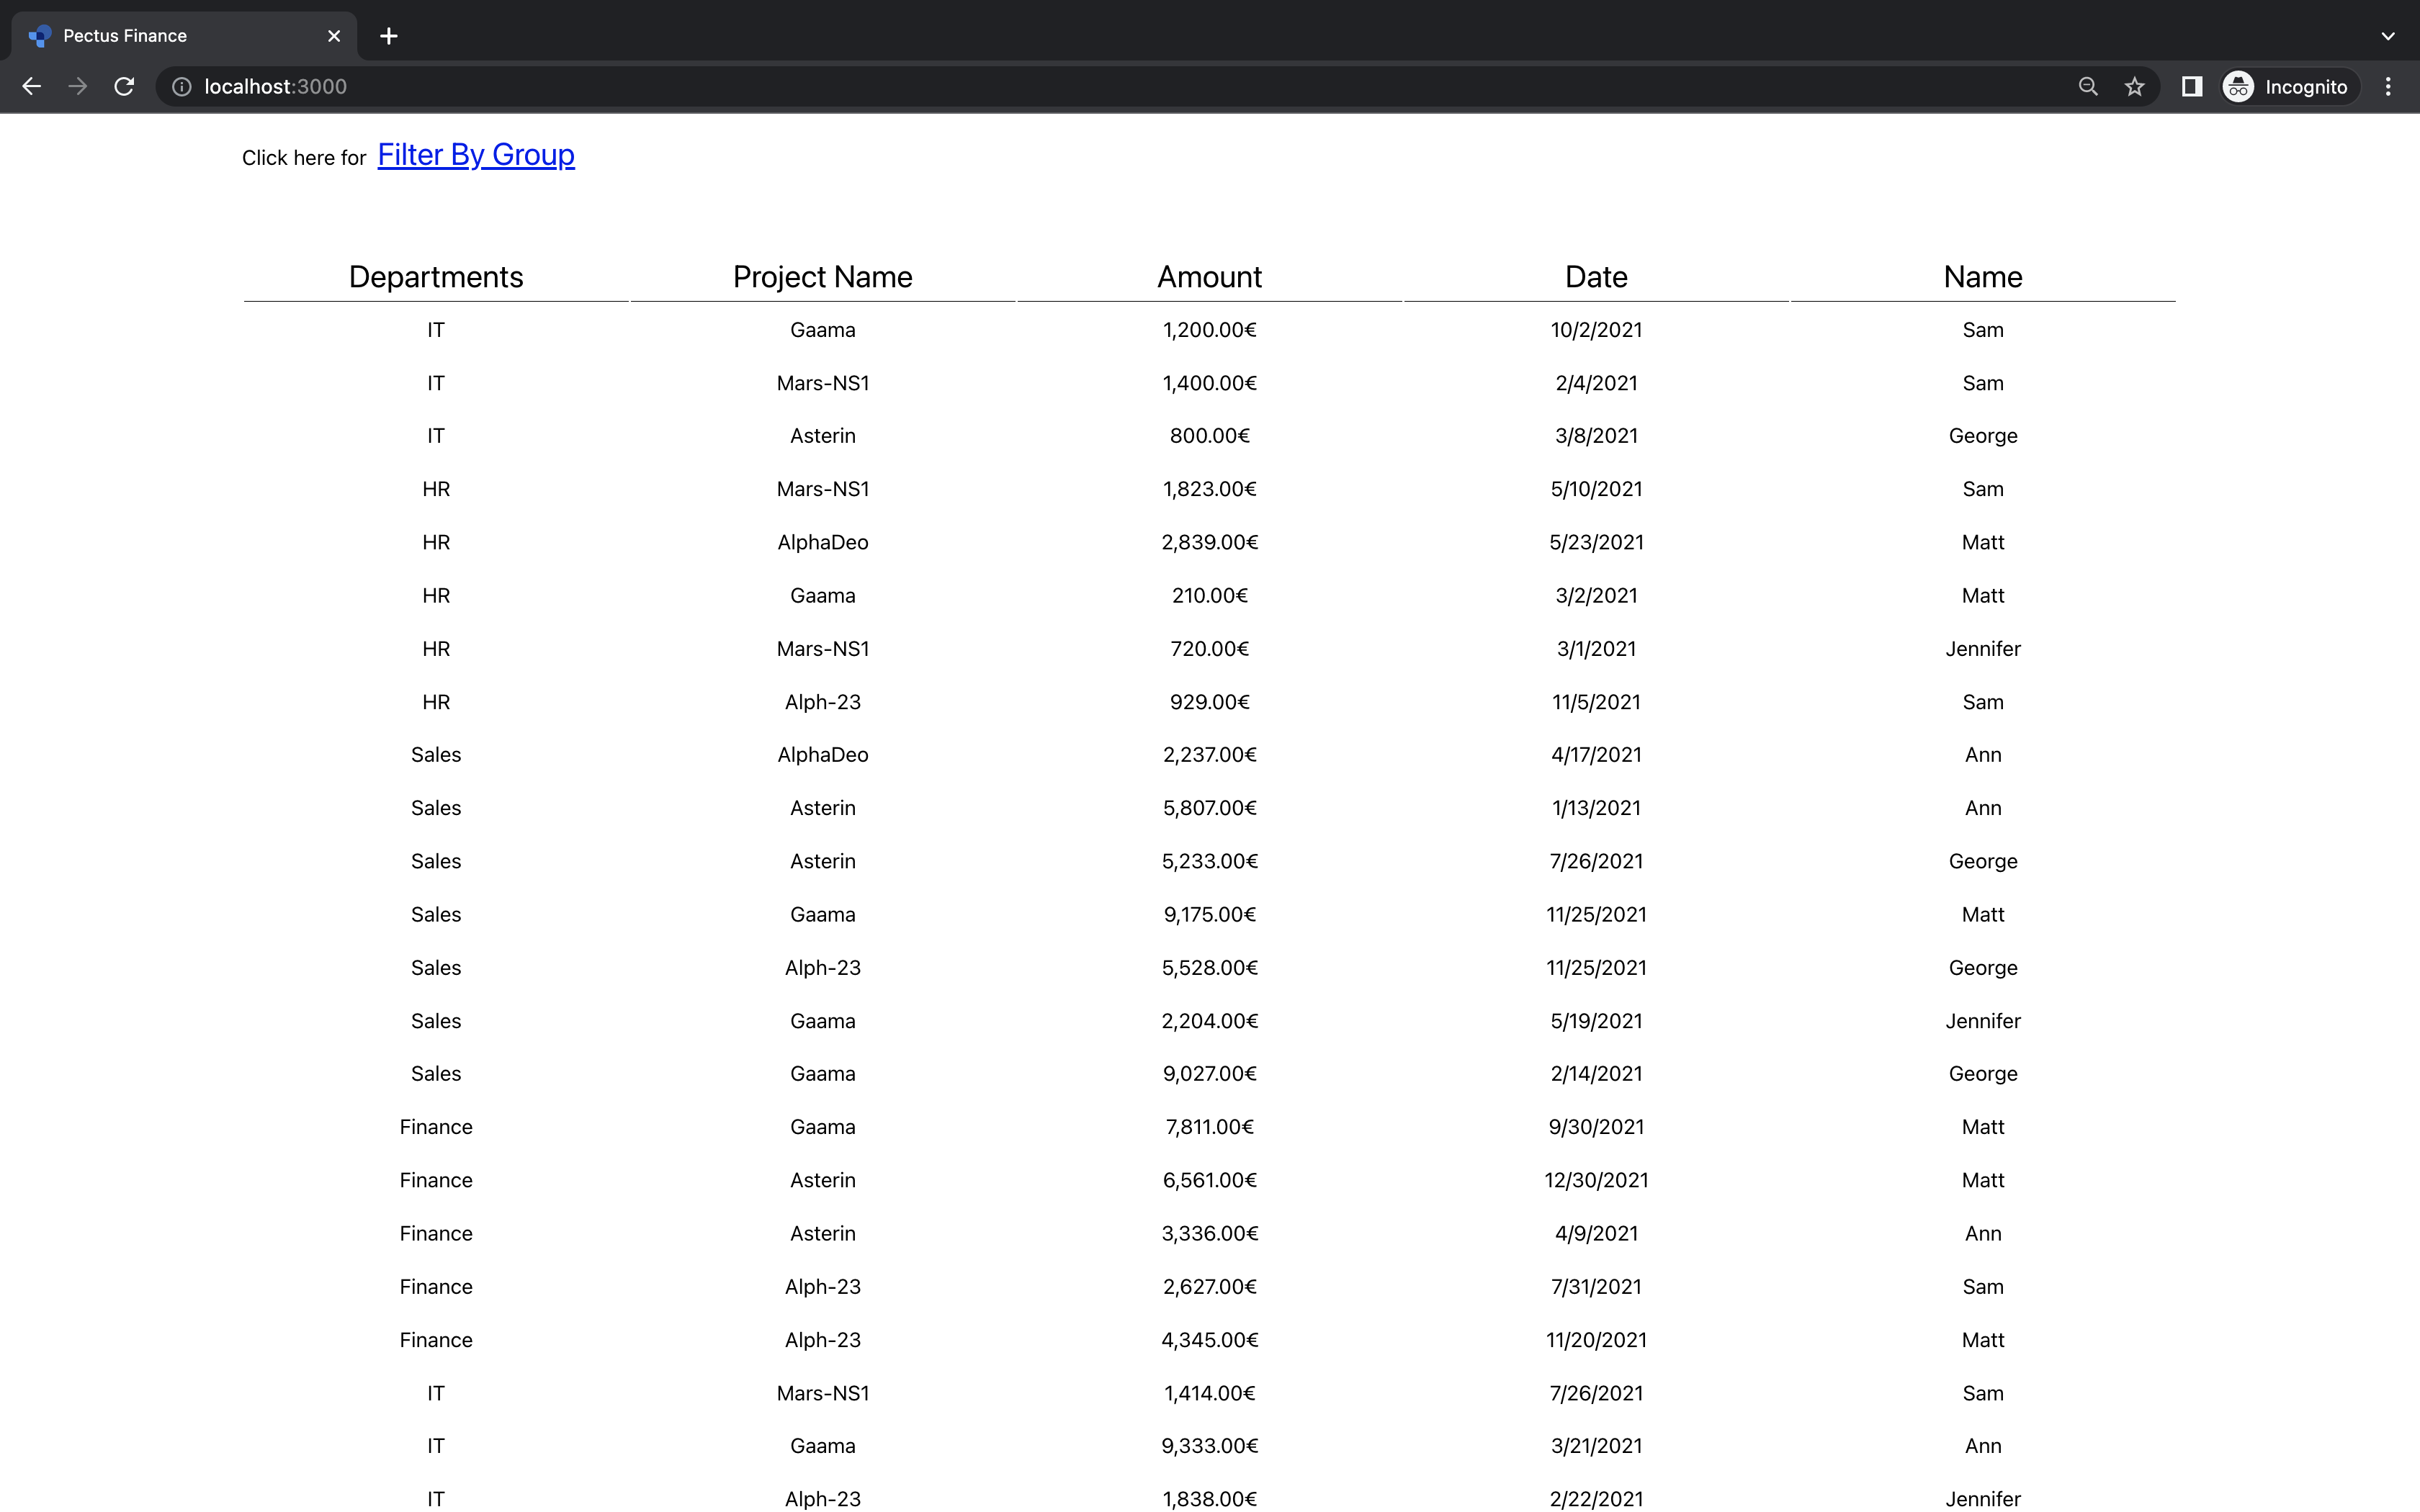 Pectus Finance
localhost:3000
Incognito
Click here for Filter By Group
Departments Project Name Amount Date Name
IT Gaama 1,200.00€ 10/2/2021 Sam
IT Mars-NS1 1,400.00€ 2/4/2021 Sam
IT Asterin 800.00€ 3/8/2021 George
HR Mars-NS1 1,823.00€ 5/10/2021 Sam
HR AlphaDeo 2,839.00€ 5/23/2021 Matt
HR Gaama 210.00€ 3/2/2021 Matt
HR Mars-NS1 720.00€ 3/1/2021 Jennifer
HR Alph-23 929.00€ 11/5/2021 Sam
Sales AlphaDeo 2,237.00€ 4/17/2021 Ann
Sales Asterin 5,807.00€ 1/13/2021 Ann
Sales Asterin 5,233.00€ 7/26/2021 George
Sales Gaama 9,175.00€ 11/25/2021 Matt
Sales Alph-23 5,528.00€ 11/25/2021 George
Sales Gaama 2,204.00€ 5/19/2021 Jennifer
Sales Gaama 9,027.00€ 2/14/2021 George
Finance Gaama 7,811.00€ 9/30/2021 Matt
Finance Asterin 6,561.00€ 12/30/2021 Matt
Finance Asterin 3,336.00€ 4/9/2021 Ann
Finance Alph-23 2,627.00€ 7/31/2021 Sam
Finance Alph-23 4,345.00€ 11/20/2021 Matt
IT Mars-NS1 1,414.00€ 7/26/2021 Sam
IT Gaama 9,333.00€ 3/21/2021 Ann
IT Alph-23 1,838.00€ 2/22/2021 Jennifer